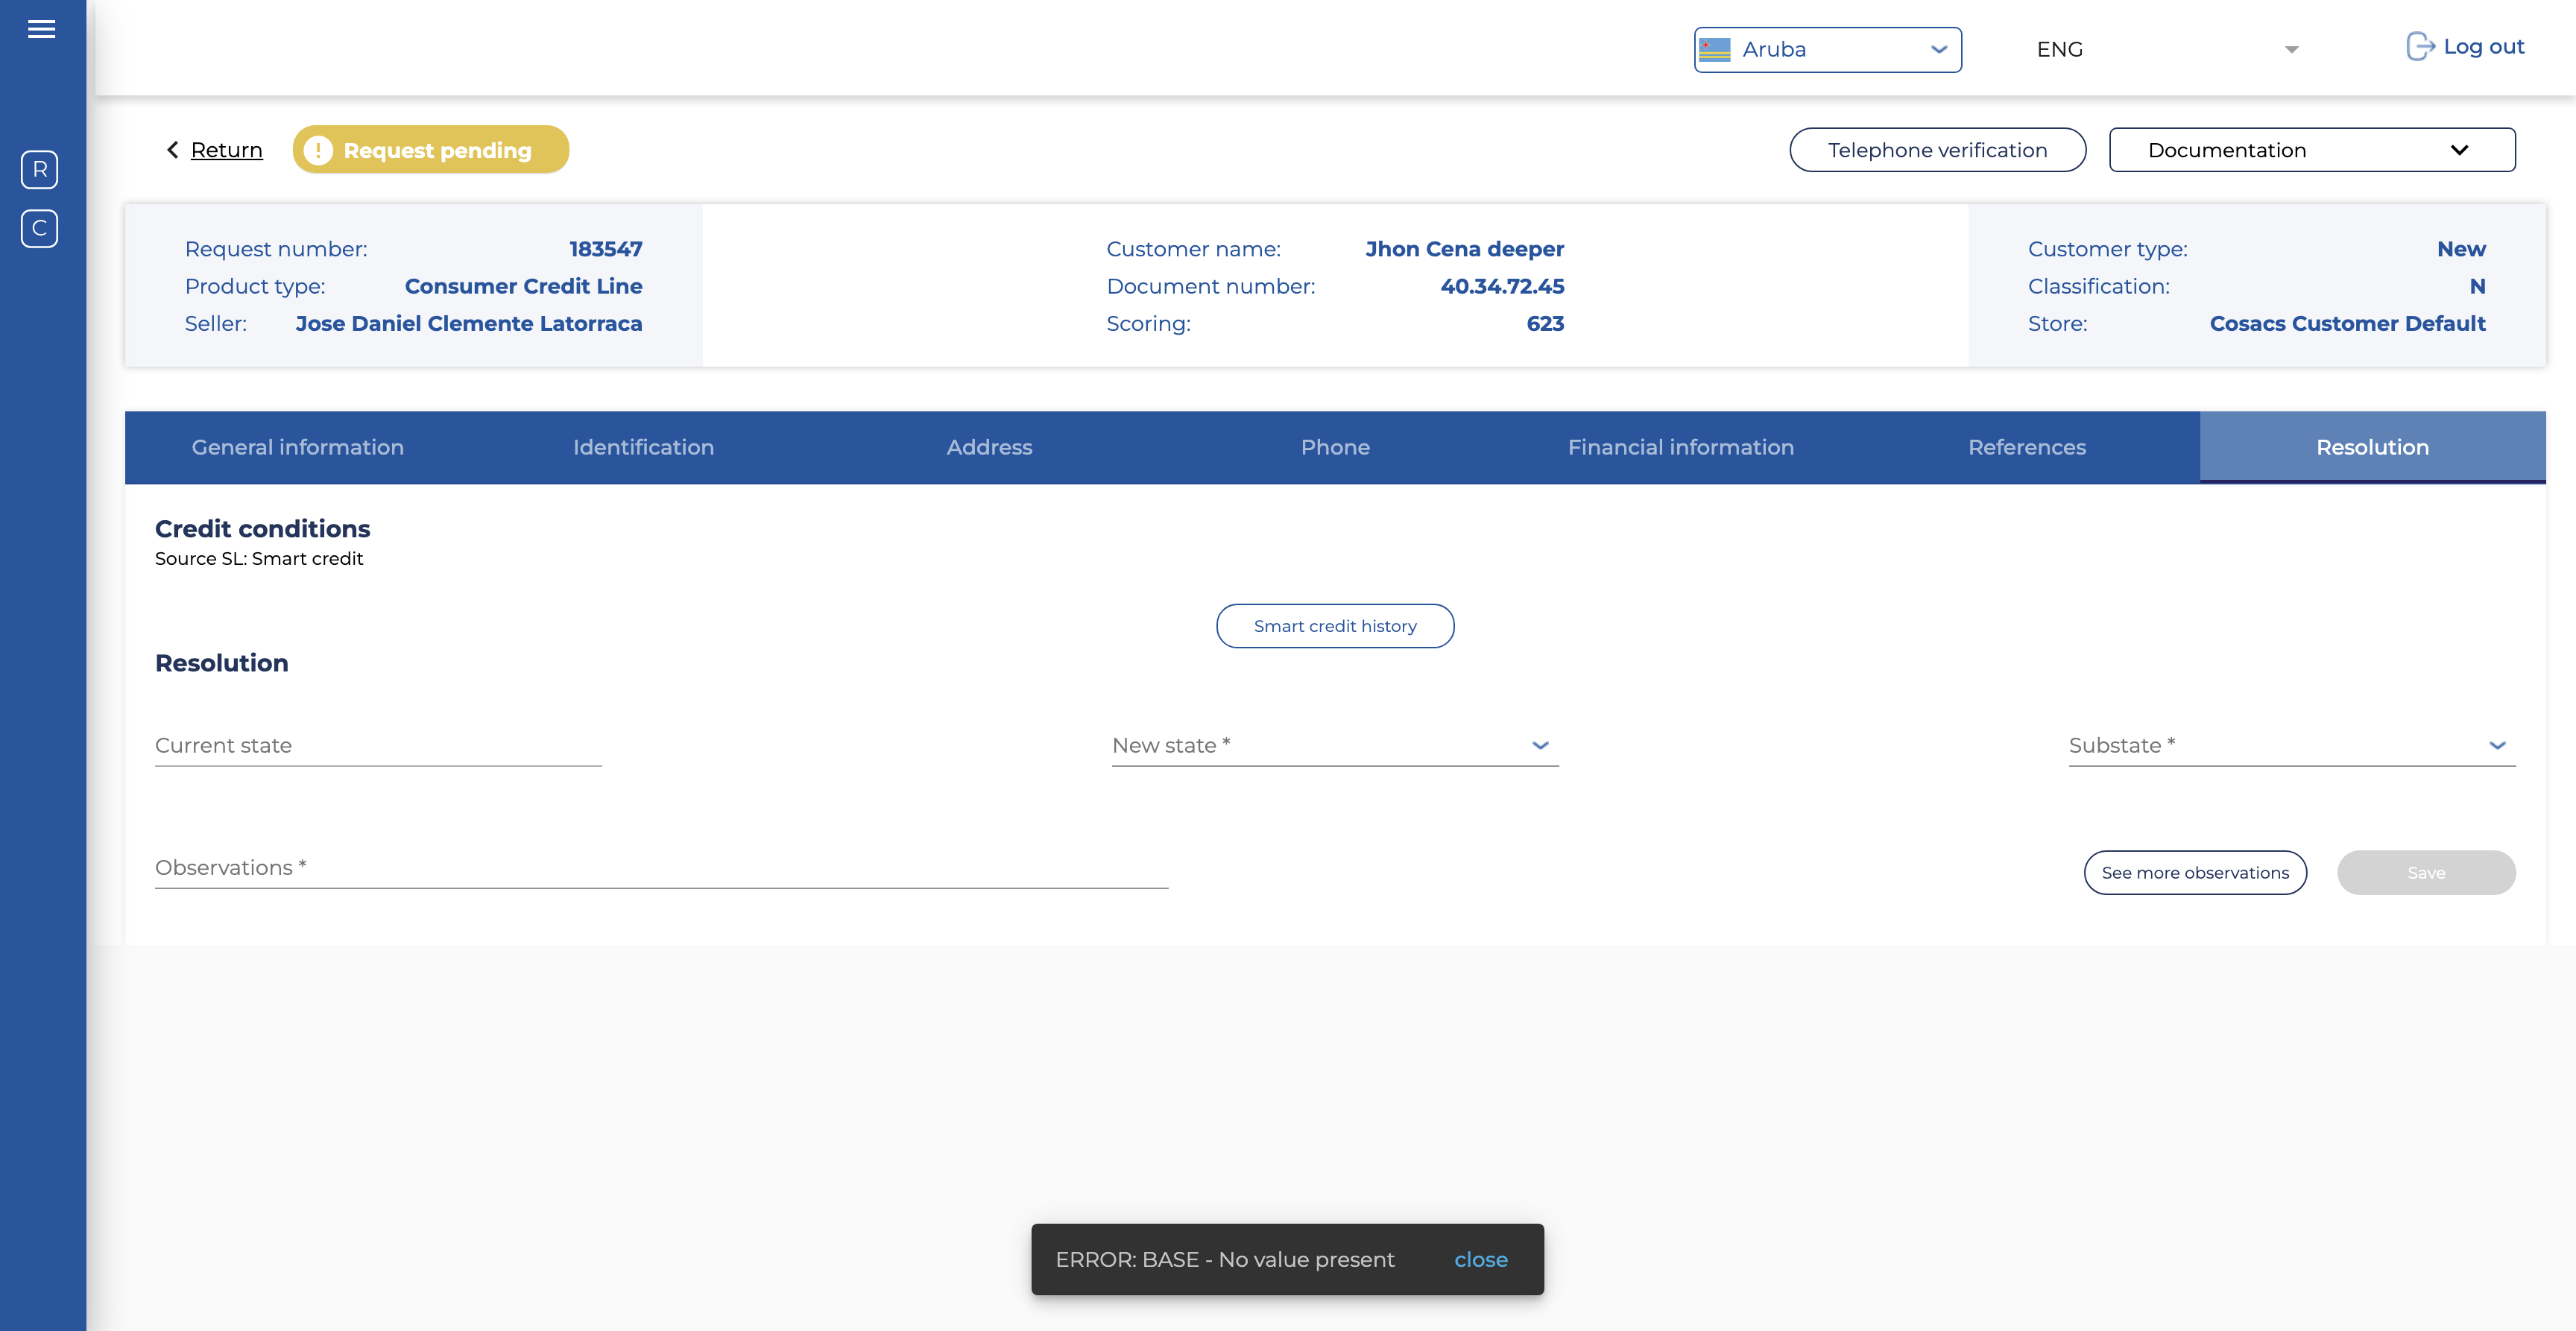 Aruba
ENG
Log out
R
C
Return
Request pending
Telephone verification
Documentation
Request number: 183547
Product type: Consumer Credit Line
Seller: Jose Daniel Clemente Latorraca
Customer name: Jhon Cena deeper
Document number: 40.34.72.45
Scoring: 623
Customer type: New
Classification: N
Store: Cosacs Customer Default
General information
Identification
Address
Phone
Financial information
References
Resolution
Credit conditions
Source SL: Smart credit
Smart credit history
Resolution
Current state
New state *
Substate *
Observations *
See more observations
Save
ERROR: BASE - No value present
close